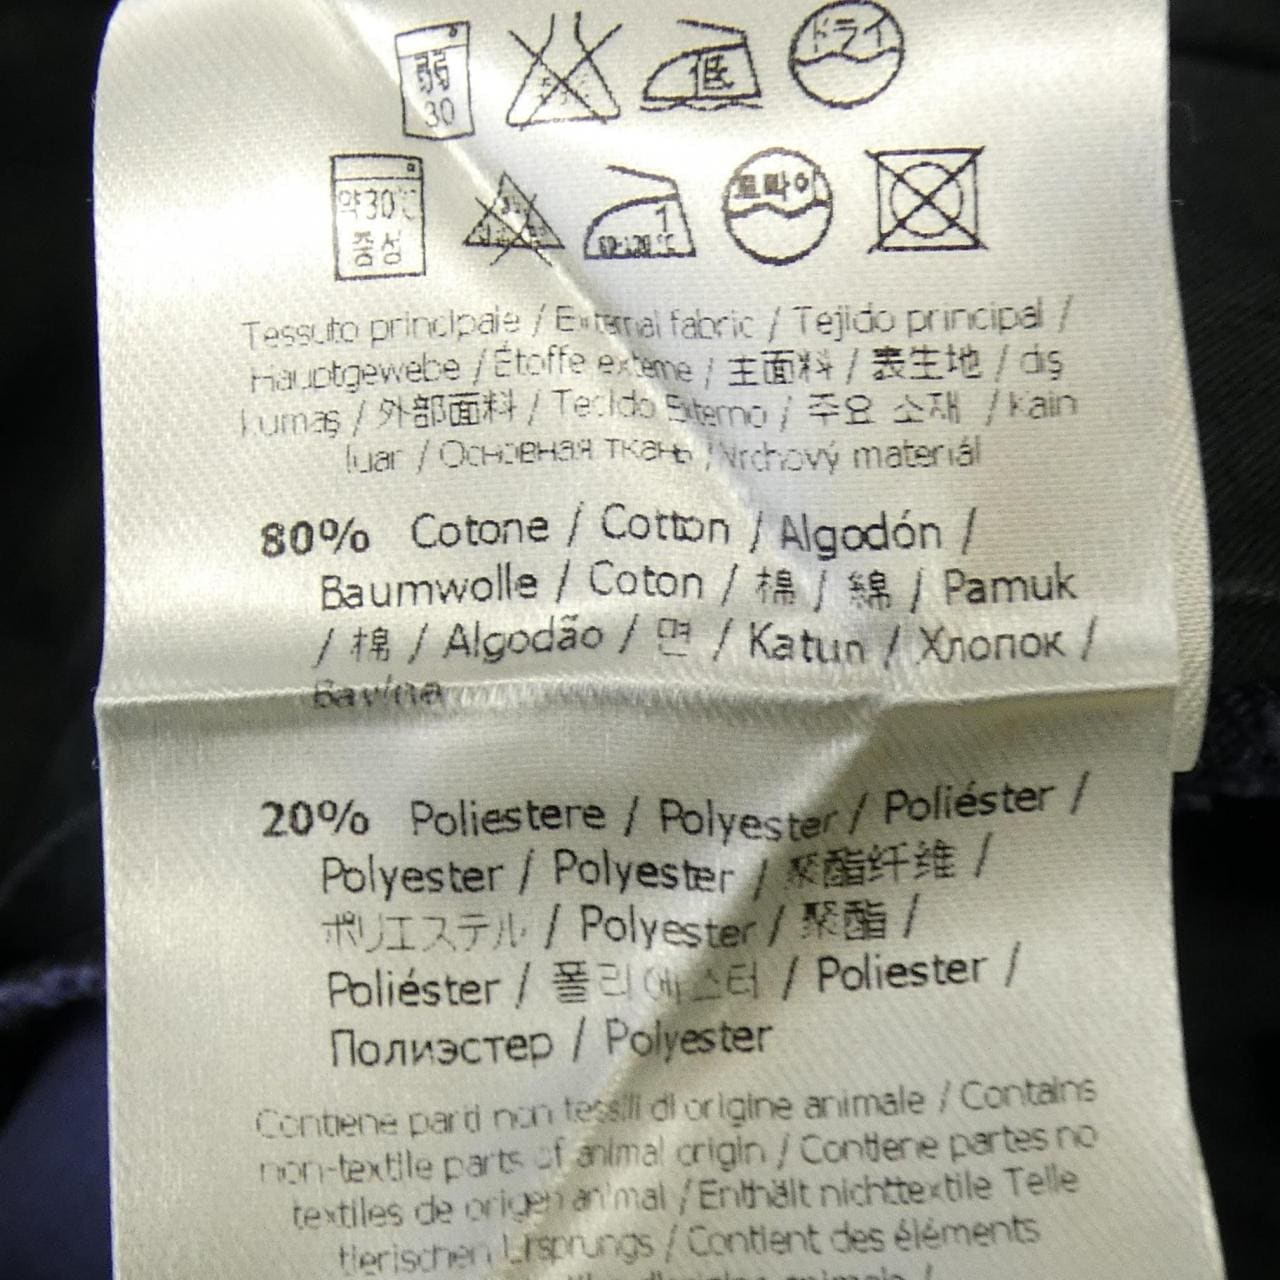 弱 30 低 ドライ
약30℃ 중성 1 80-120℃ 드라이
Tessuto principale / External fabric / Tejido principal /
Hauptgewebe / Étoffe externe / 主面料 / 表生地 / dış
kumaş / 外部面料 / Tecido Externo / 주요 소재 / Kain
luar / Основная ткань / Vrchový materiál
80% Cotone / Cotton / Algodón /
Baumwolle / Coton / 棉 / 綿 / Pamuk
/ 棉 / Algodão / 면 / Katun / Хлопок /
Bavlna
20% Poliestere / Polyester / Poliéster /
Polyester / Polyester / 聚酯纤维 /
ポリエステル / Polyester / 聚酯 /
Poliéster / 폴리에스터 / Poliester /
Полиэстер / Polyester
Contiene parti non tessili di origine animale / Contains
non-textile parts of animal origin / Contiene partes no
textiles de origen animal / Enthält nichttextile Teile
tierischen Ursprungs / Contient des éléments